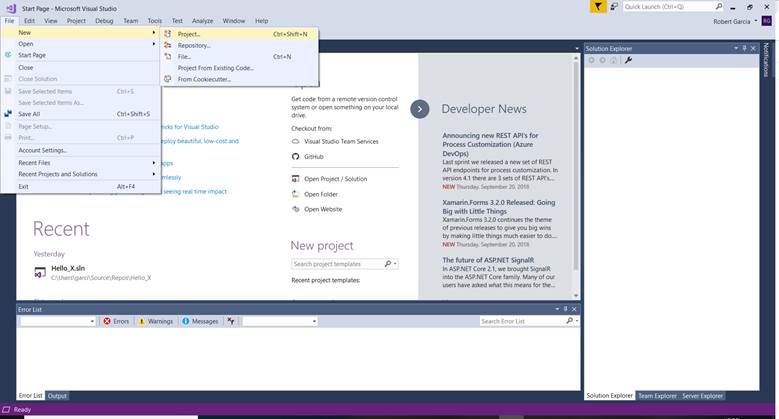 Start Page - Microsoft Visual Studio
Quick Launch (Ctrl+Q)
File Edit View Project Debug Team Tools Test Analyze Window Help
Robert Garcia
RG
New
Open
Start Page
Close
Close Solution
Save Selected Items Ctrl+S
Save Selected Items As...
Save All Ctrl+Shift+S
Page Setup...
Print... Ctrl+P
Account Settings...
Recent Files
Recent Projects and Solutions
Exit Alt+F4
Project... Ctrl+Shift+N
Repository...
File... Ctrl+N
Project From Existing Code...
From Cookiecutter...
ricks for Visual Studio
eploy beautiful, low-cost and
apps
mlessly
d seeing real time impact
Recent
Yesterday
Hello_X.sln
C:\Users\garci\Source\Repos\Hello_X
Get code from a remote version control
system or open something on your local
drive.
Checkout from:
Visual Studio Team Services
GitHub
Open Project / Solution
Open Folder
Open Website
New project
Search project templates
Recent project templates:
Developer News
Announcing new REST API's for
Process Customization (Azure
DevOps)
Last sprint we released a new set of REST
API endpoints for process customization. In
version 4.1 there are 3 sets of REST API's....
NEW Thursday, September 20, 2018
Xamarin.Forms 3.2.0 Released: Going
Big with Little Things
Xamarin.Forms 3.2.0 continues the theme
of previous releases to give you big wins
by making little things much easier to do....
NEW Thursday, September 20, 2018
The future of ASP.NET SignalR
In ASP.NET Core 2.1, we brought SignalR
into the ASP.NET Core family. Many of our
users have asked what this means for the...
Solution Explorer
Notifications
Error List
Errors Warnings Messages
Search Error List
Error List Output
Solution Explorer Team Explorer Server Explorer
Ready